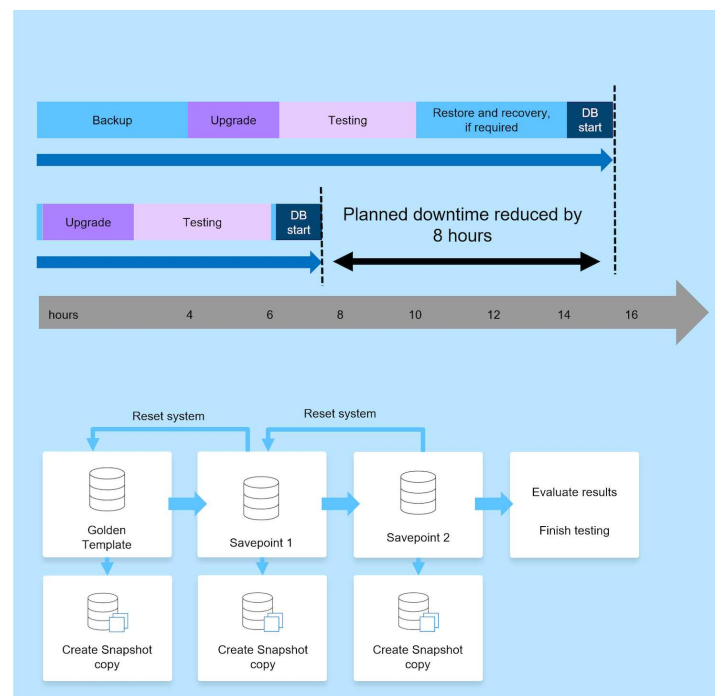 Backup
Upgrade
Testing
Restore and recovery,
if required
DB
start
Upgrade
Testing
DB
start
Planned downtime reduced by
8 hours
hours 4 6 8 10 12 14 16
Reset system
Reset system
Golden
Template
Savepoint 1
Savepoint 2
Evaluate results
Finish testing
Create Snapshot
copy
Create Snapshot
copy
Create Snapshot
copy